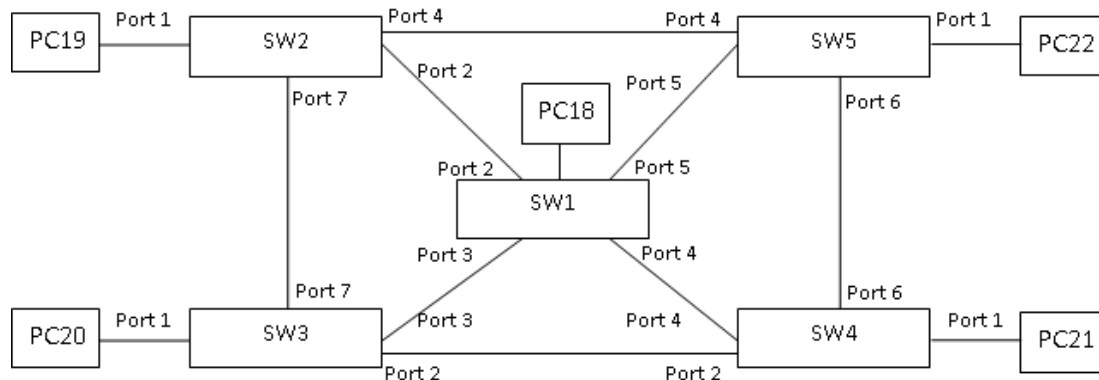 Port 4
Port 4
Port 1
Port 1
PC19
SW2
SW5
PC22
Port 2
Port 5
Port 7
Port 6
PC18
Port 2
Port 5
SW1
Port 3
Port 4
Port 7
Port 6
Port 1
Port 3
Port 4
Port 1
PC20
SW3
SW4
PC21
Port 2
Port 2